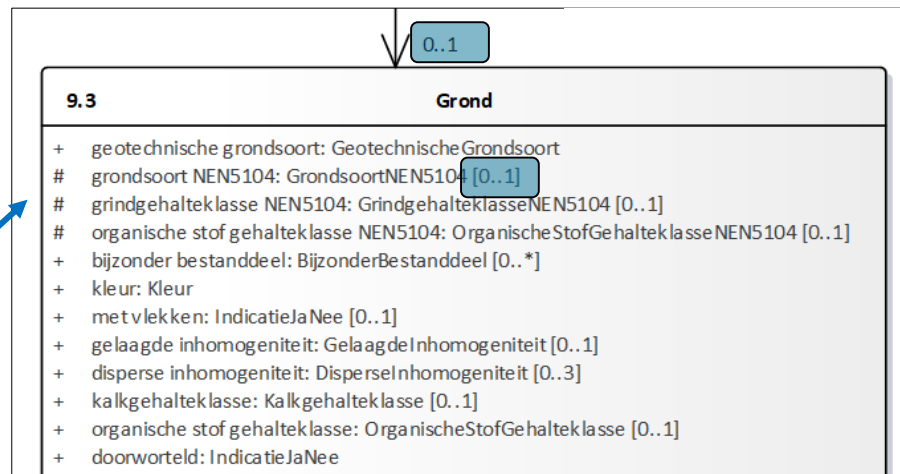 0..1
9.3 Grond
+ geotechnische grondsoort: GeotechnischeGrondsoort
# grondsoort NEN5104: GrondsoortNEN5104 [0..1]
# grindgehalteklasse NEN5104: GrindgehalteklasseNEN5104 [0..1]
# organische stof gehalteklasse NEN5104: OrganischeStofGehalteklasseNEN5104 [0..1]
+ bijzonder bestanddeel: BijzonderBestanddeel [0..*]
+ kleur: Kleur
+ met vlekken: IndicatieJaNee [0..1]
+ gelaagde inhomogeniteit: GelaagdeInhomogeniteit [0..1]
+ disperse inhomogeniteit: DisperseInhomogeniteit [0..3]
+ kalkgehalteklasse: Kalkgehalteklasse [0..1]
+ organische stof gehalteklasse: OrganischeStofGehalteklasse [0..1]
+ doorworteld: IndicatieJaNee